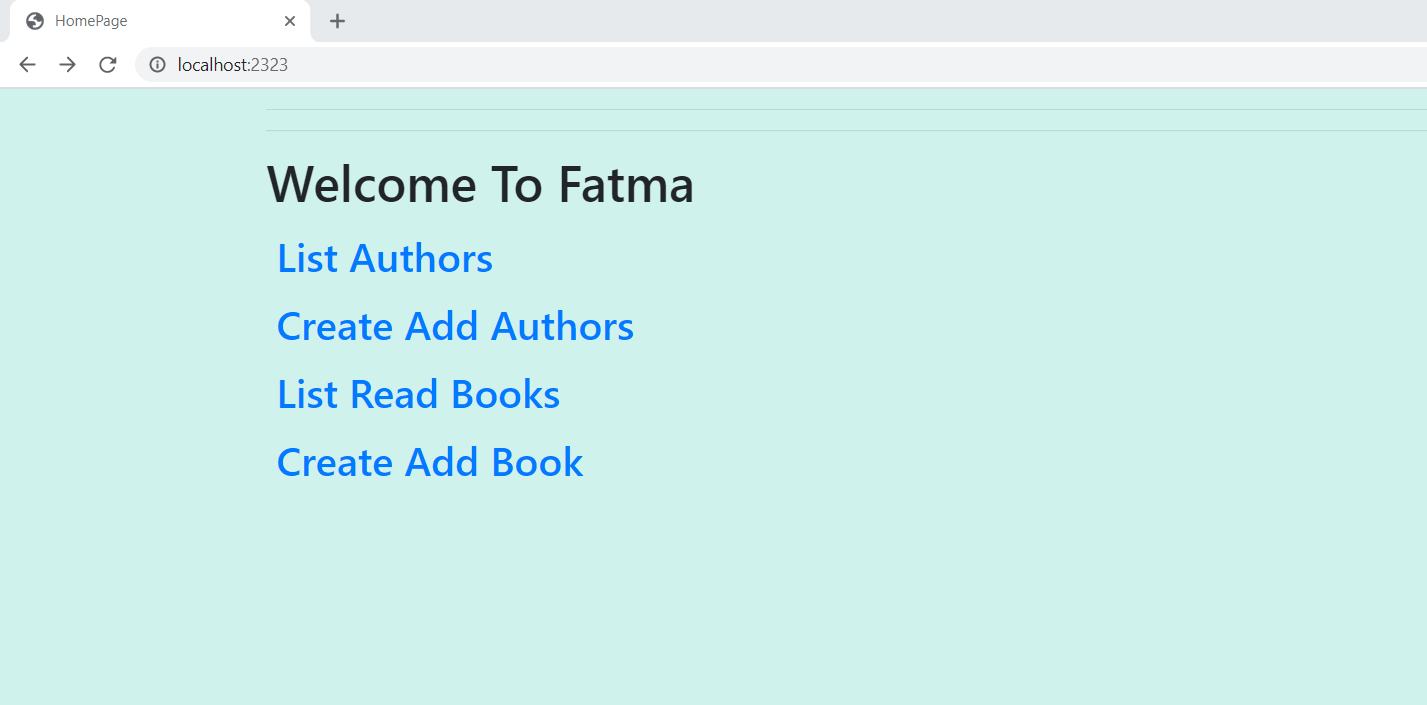 HomePage
localhost:2323
Welcome To Fatma
List Authors
Create Add Authors
List Read Books
Create Add Book